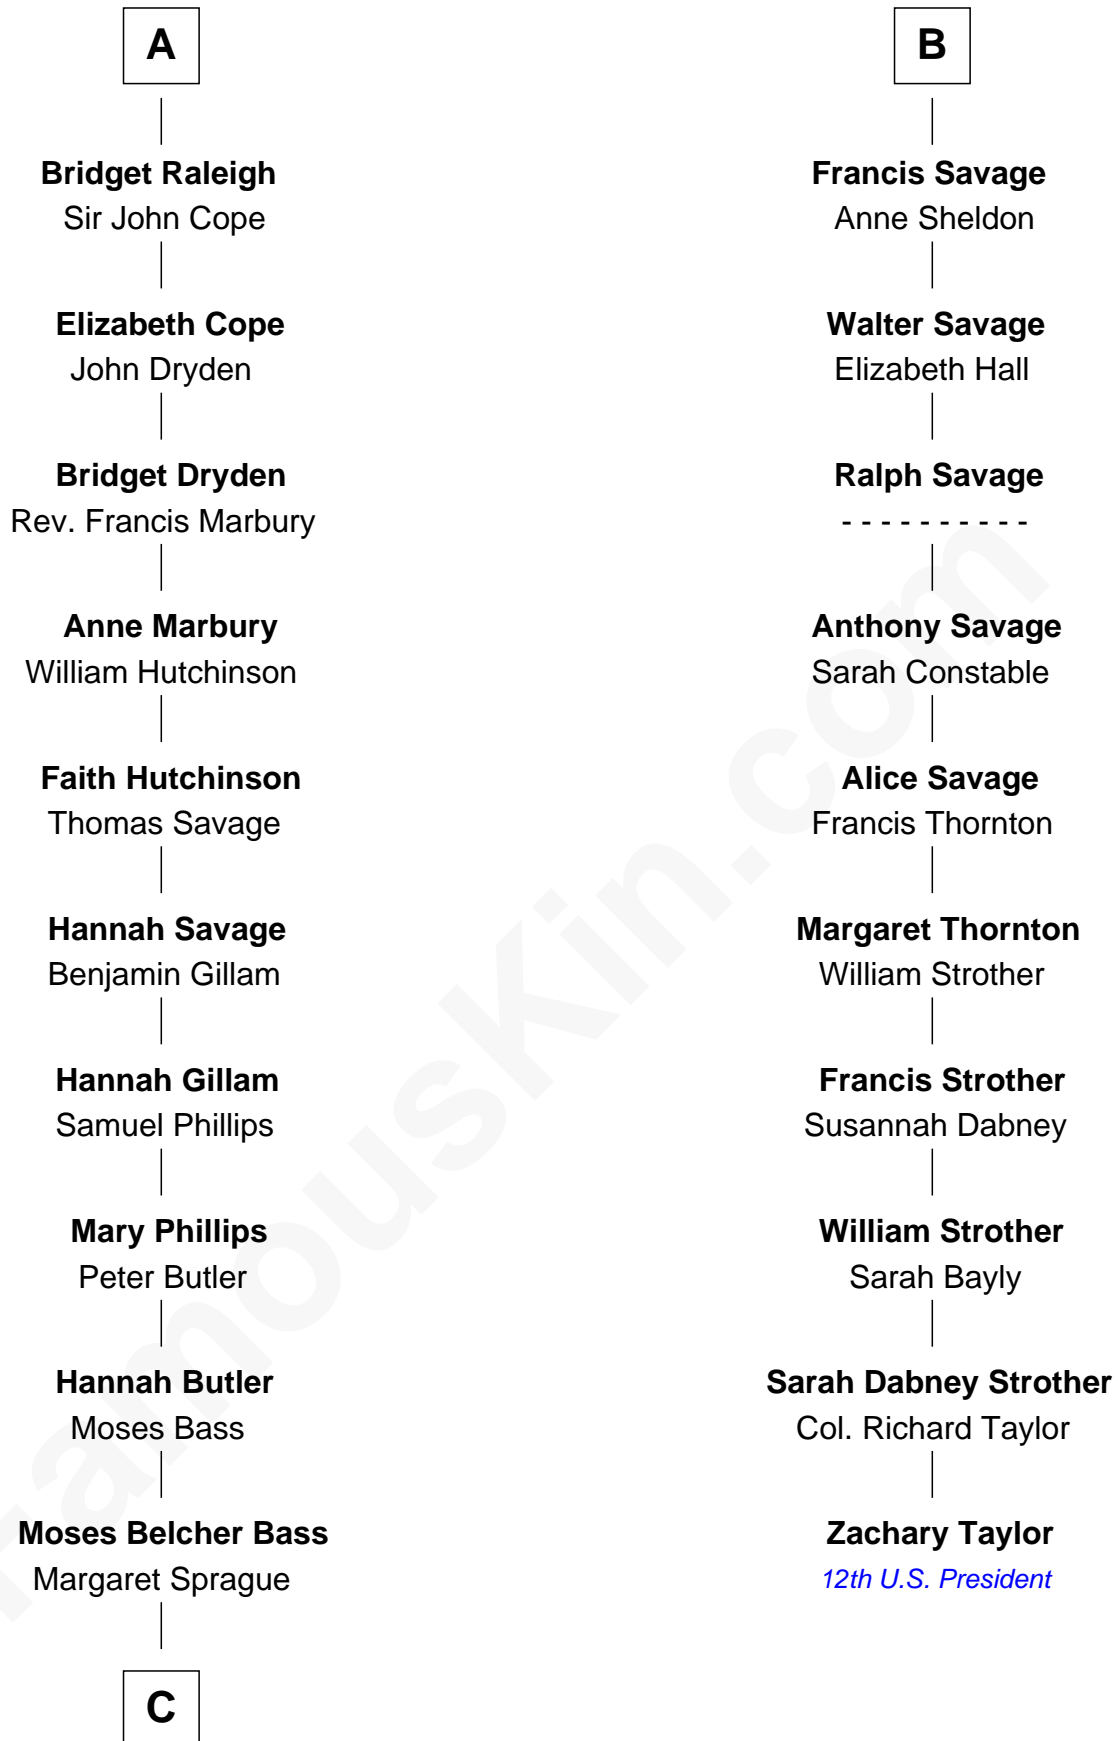 A
Bridget Raleigh
Sir John Cope
Elizabeth Cope
John Dryden
Bridget Dryden
Rev. Francis Marbury
Anne Marbury
William Hutchinson
Faith Hutchinson
Thomas Savage
Hannah Savage
Benjamin Gillam
Hannah Gillam
Samuel Phillips
Mary Phillips
Peter Butler
Hannah Butler
Moses Bass
Moses Belcher Bass
Margaret Sprague
C
B
Francis Savage
Anne Sheldon
Walter Savage
Elizabeth Hall
Ralph Savage
- - - - - - - - - -
Anthony Savage
Sarah Constable
Alice Savage
Francis Thornton
Margaret Thornton
William Strother
Francis Strother
Susannah Dabney
William Strother
Sarah Bayly
Sarah Dabney Strother
Col. Richard Taylor
Zachary Taylor
12th U.S. President
FamousKin.com